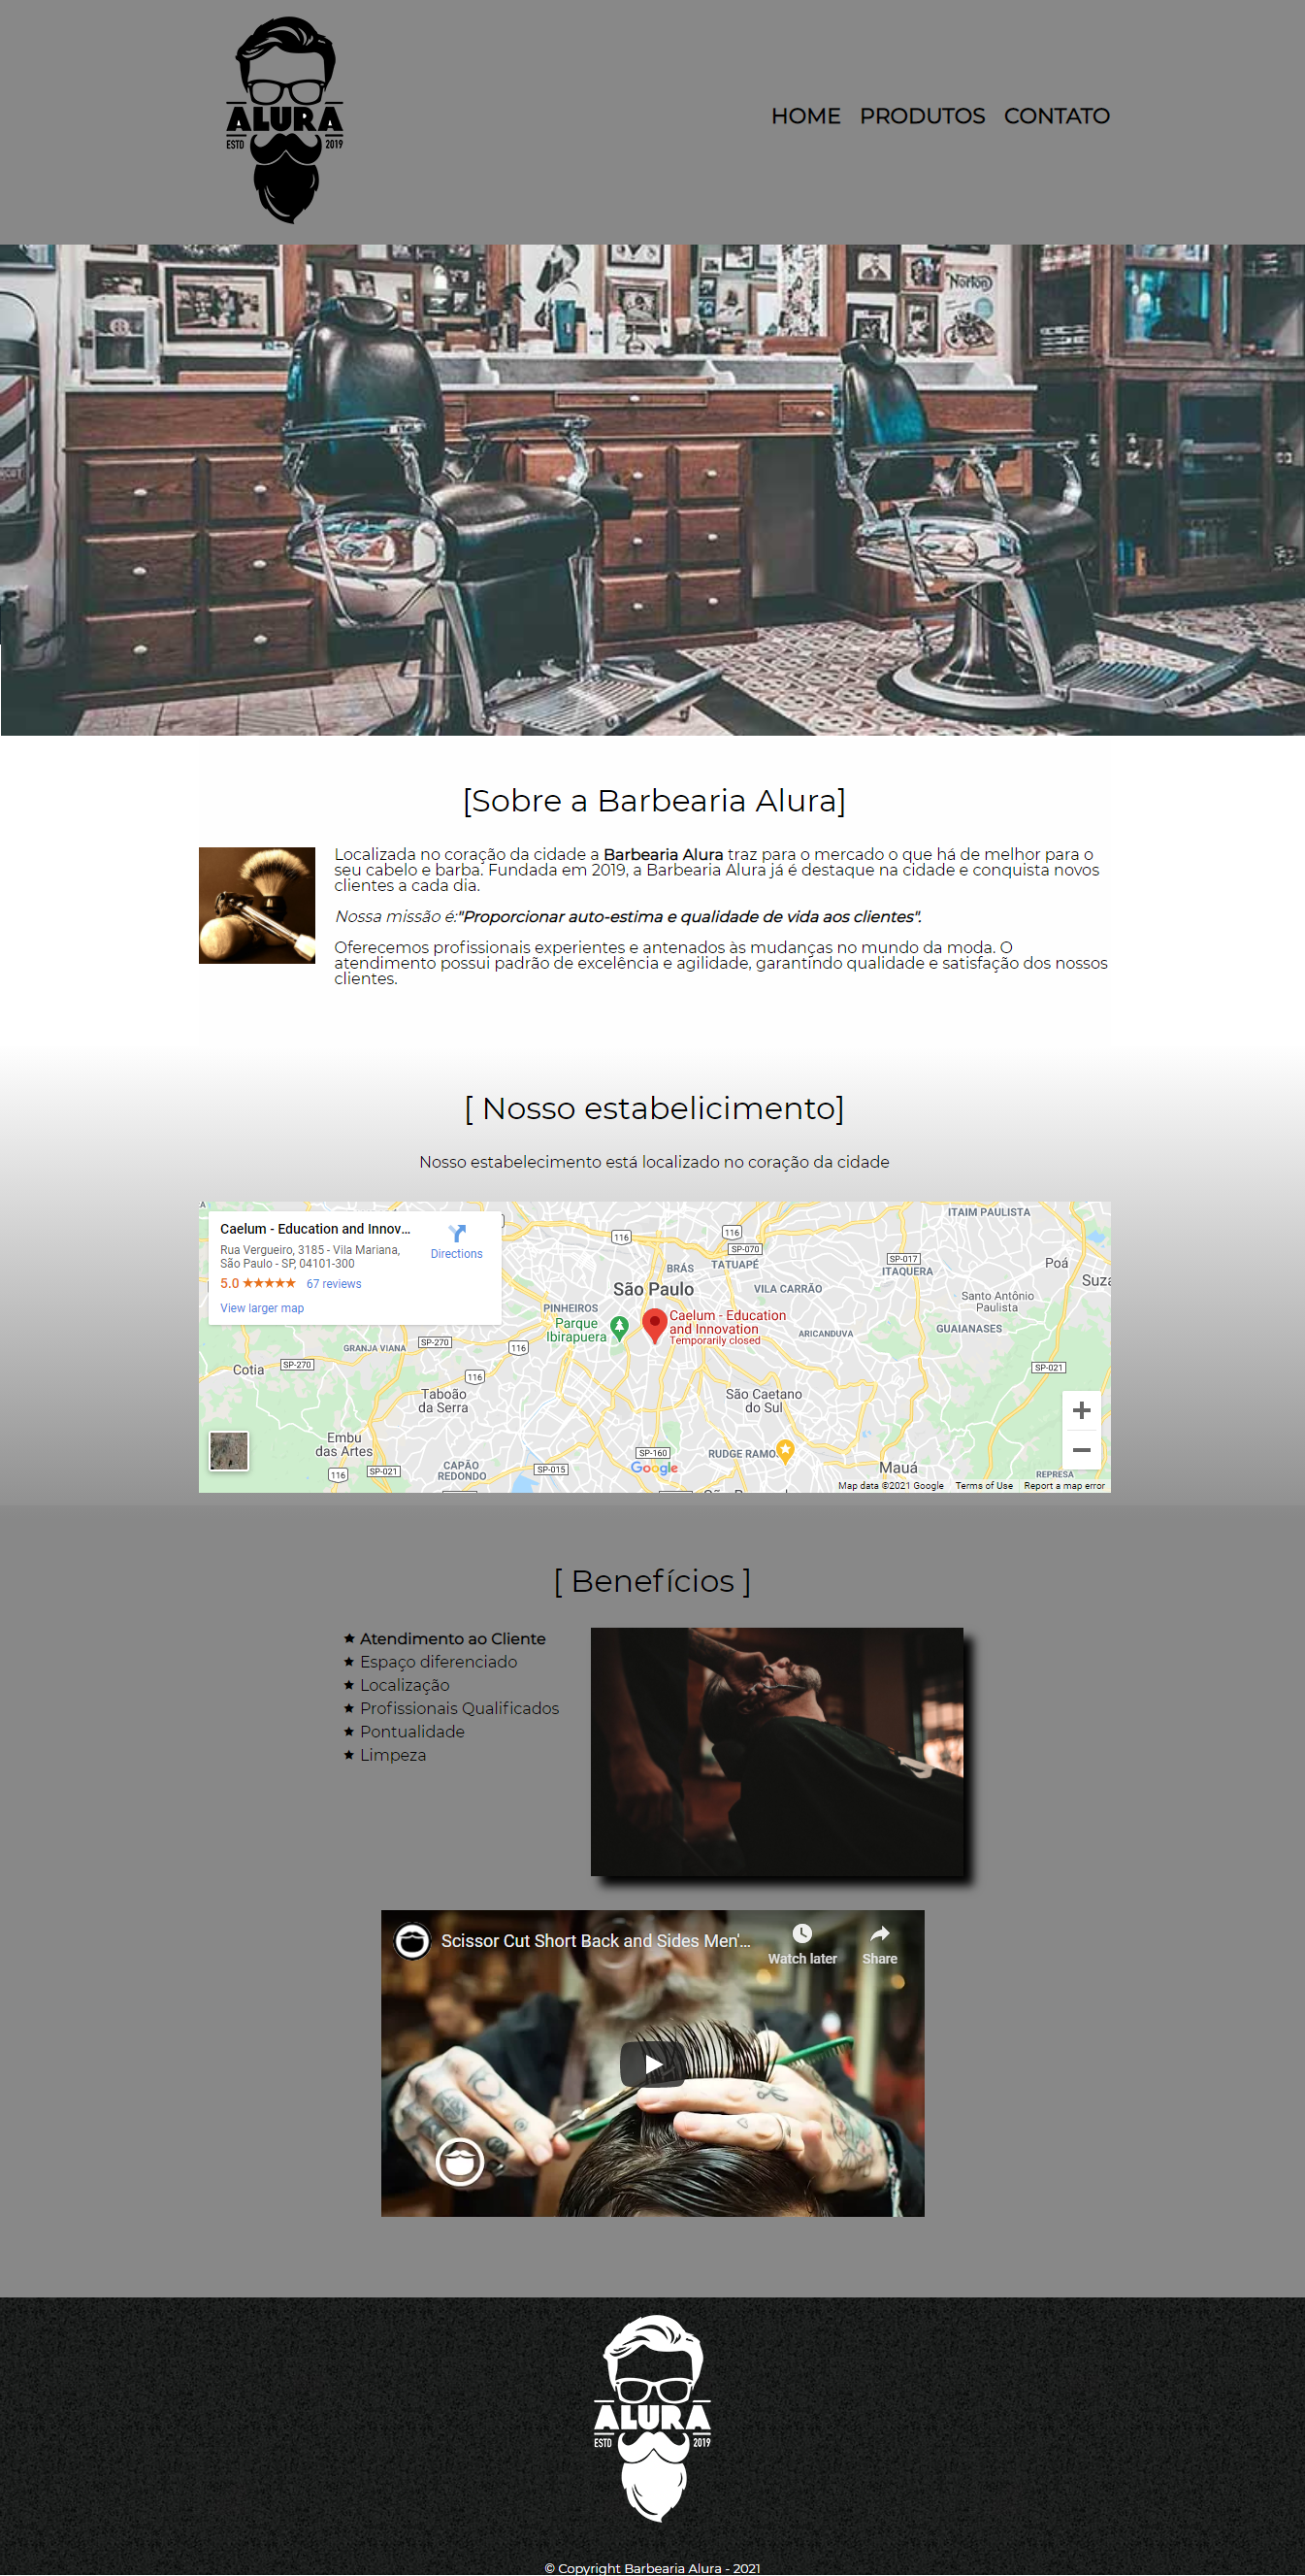 ALURA
ESTD 2019
HOME PRODUTOS CONTATO
Norton
[Sobre a Barbearia Alura]
Localizada no coração da cidade a Barbearia Alura traz para o mercado o que há de melhor para o
seu cabelo e barba. Fundada em 2019, a Barbearia Alura já é destaque na cidade e conquista novos
clientes a cada dia.
Nossa missão é:"Proporcionar auto-estima e qualidade de vida aos clientes".
Oferecemos profissionais experientes e antenados às mudanças no mundo da moda. O
atendimento possui padrão de excelência e agilidade, garantindo qualidade e satisfação dos nossos
clientes.
[ Nosso estabelicimento]
Nosso estabelecimento está localizado no coração da cidade
Caelum - Education and Innov...
Rua Vergueiro, 3185 - Vila Mariana,
São Paulo - SP, 04101-300
5.0 ★★★★★ 67 reviews
View larger map
Directions
ITAIM PAULISTA
116
116
SP-070
BRÁS
TATUAPÉ
SP-017
ITAQUERA
Poá
Suza
São Paulo
VILA CARRÃO
Santo Antônio
Paulista
PINHEIROS
Parque
Ibirapuera
Caelum - Education
and Innovation
Temporarily closed
ARICANDUVA
GUAIANASES
GRANJA VIANA
SP-270
116
Cotia
SP-270
116
SP-021
Taboão
da Serra
São Caetano
do Sul
Embu
das Artes
116
SP-021
CAPÃO
REDONDO
SP-015
SP-160
Google
RUDGE RAMO
Mauá
REPRESA
Map data ©2021 Google Terms of Use Report a map error
[ Benefícios ]
★ Atendimento ao Cliente
★ Espaço diferenciado
★ Localização
★ Profissionais Qualificados
★ Pontualidade
★ Limpeza
Scissor Cut Short Back and Sides Men'...
Watch later
Share
ALURA
ESTD 2019
© Copyright Barbearia Alura - 2021